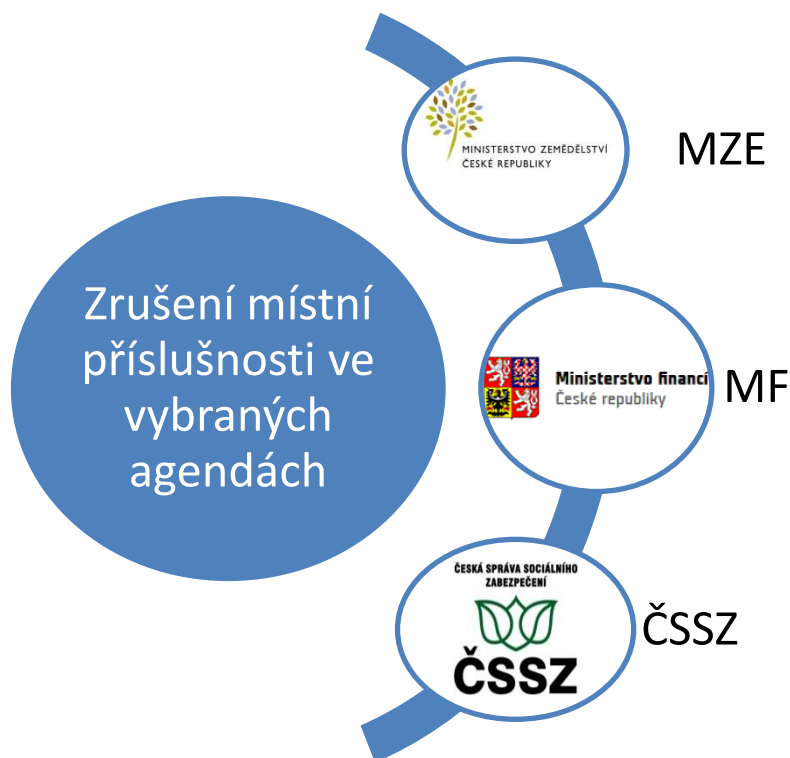 Zrušení místní
příslušnosti ve
vybraných
agendách
MINISTERSTVO ZEMĚDĚLSTVÍ
ČESKÉ REPUBLIKY
MZE
Ministerstvo financí
České republiky
MF
ČESKÁ SPRÁVA SOCIÁLNÍHO
ZABEZPEČENÍ
ČSSZ
ČSSZ